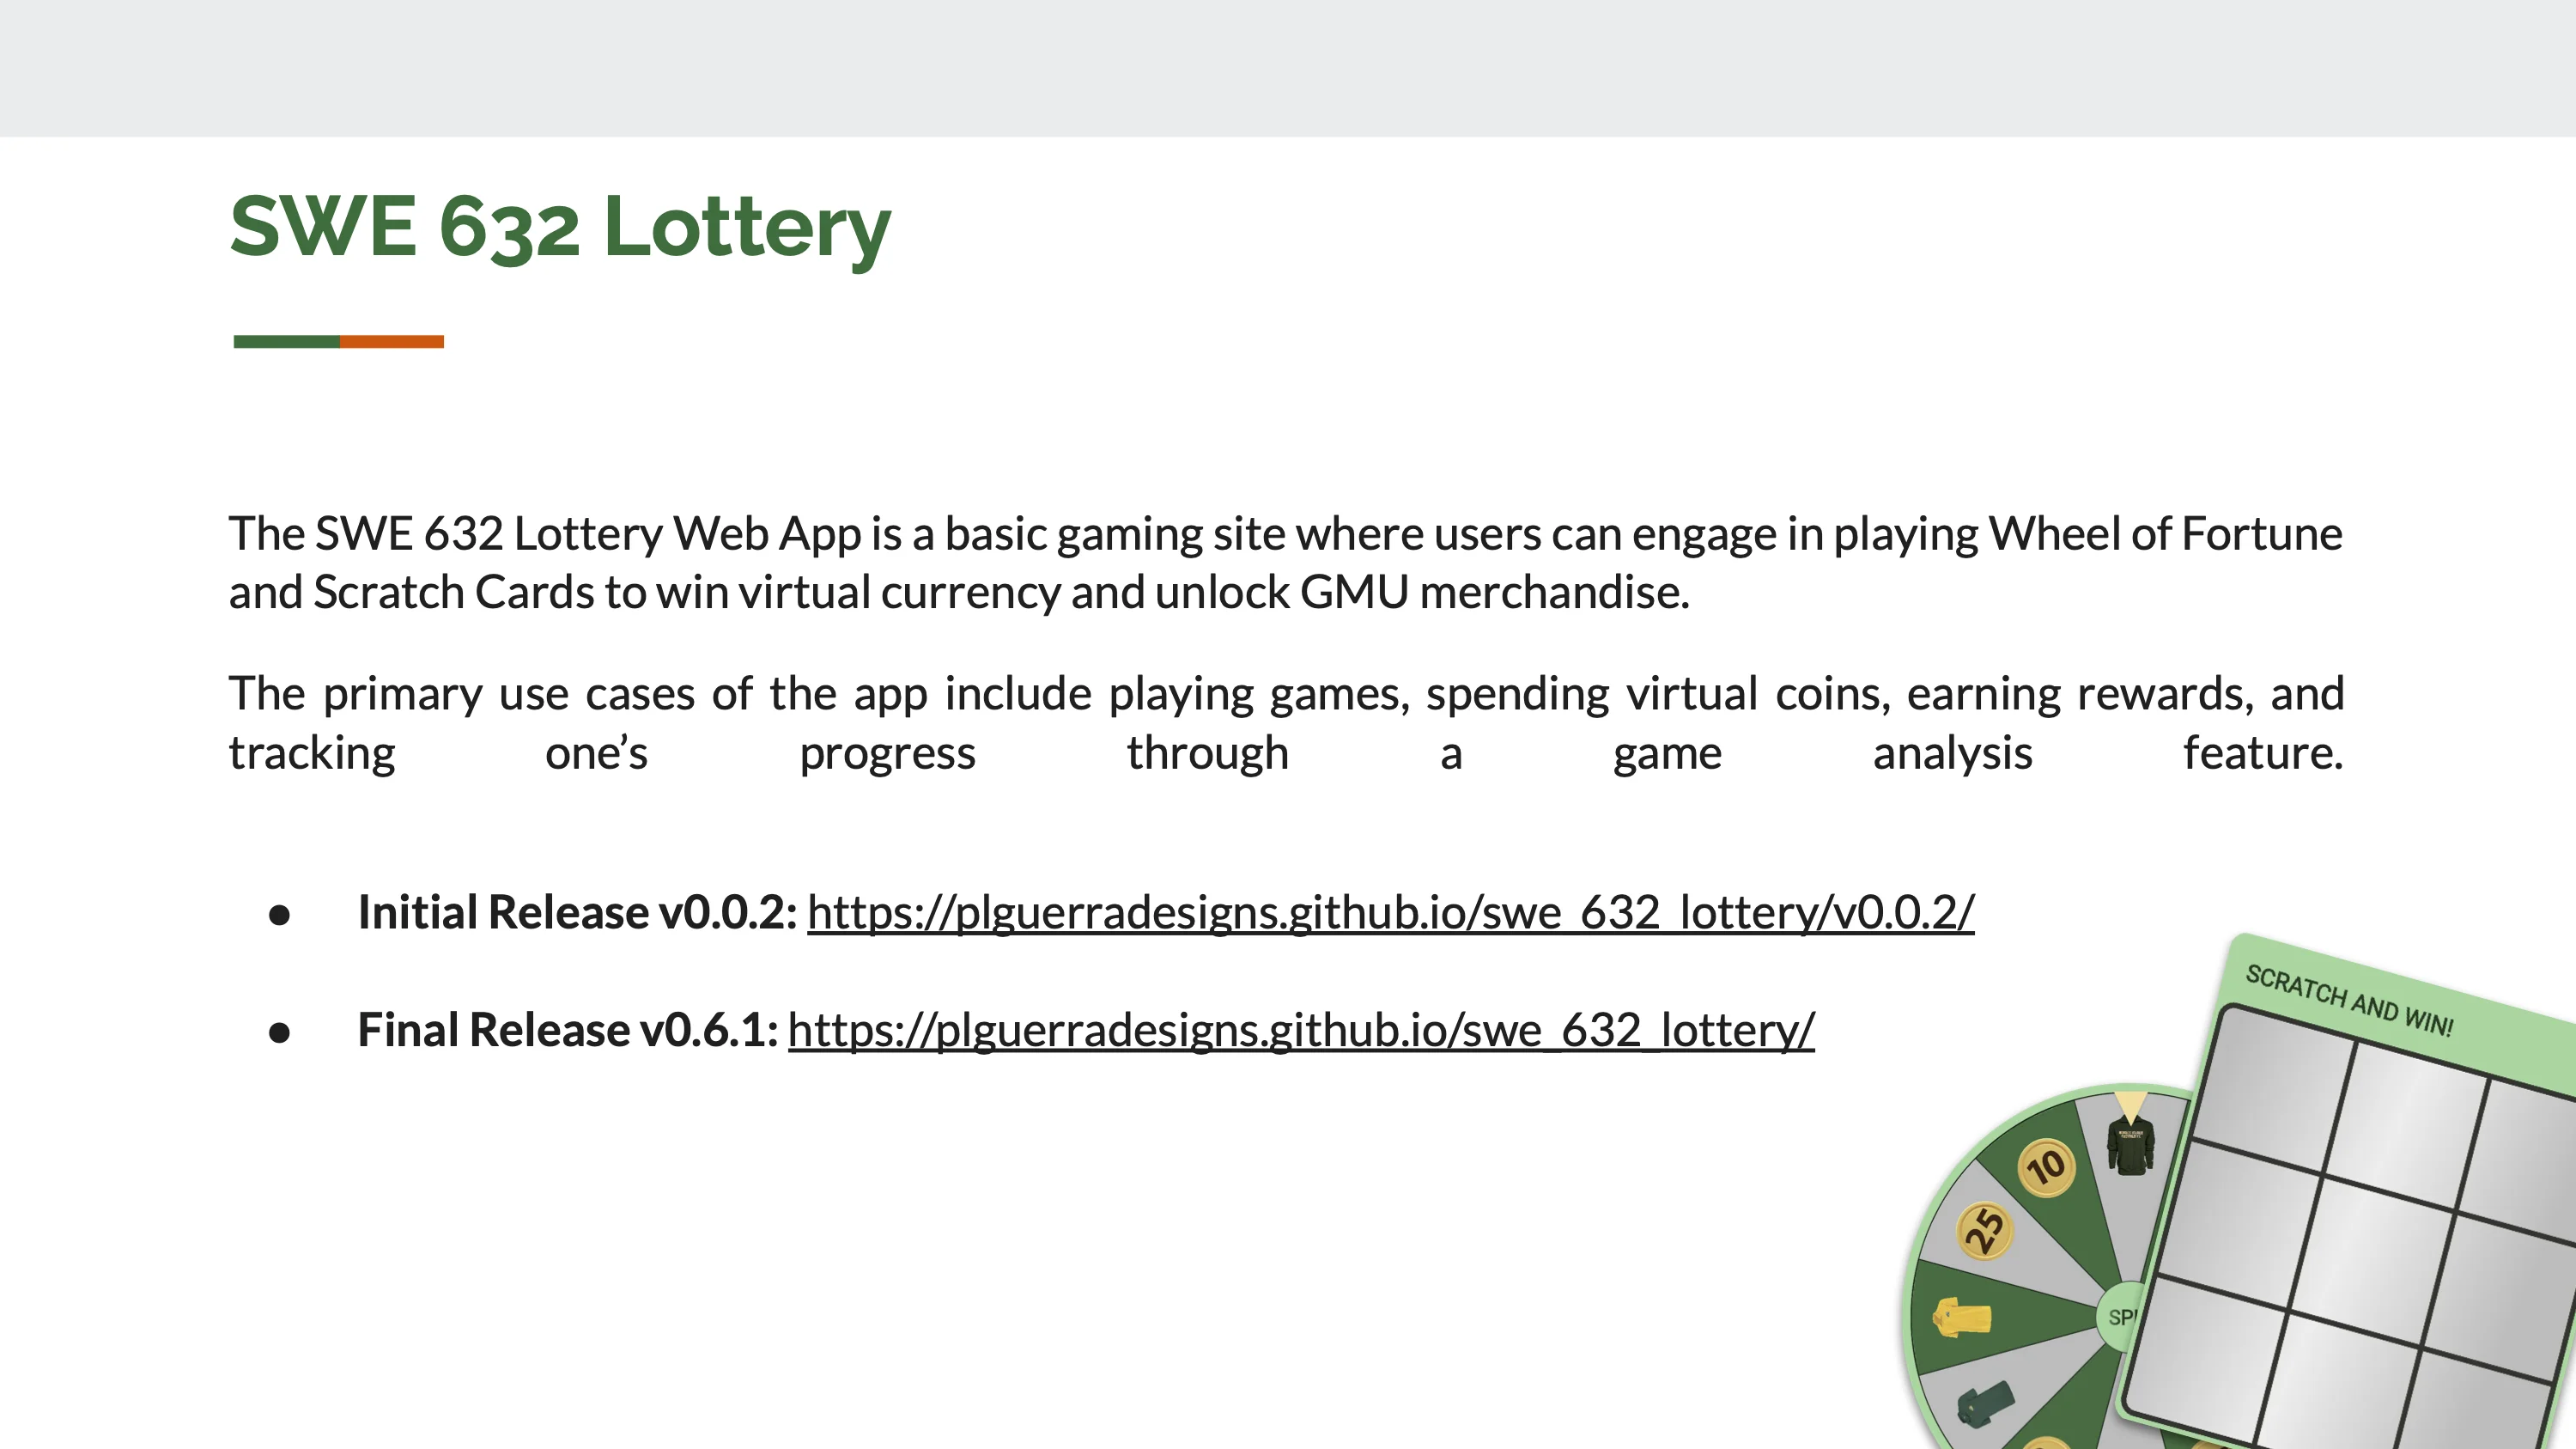 SWE 632 Lottery
The SWE 632 Lottery Web App is a basic gaming site where users can engage in playing Wheel of Fortune
and Scratch Cards to win virtual currency and unlock GMU merchandise.
The primary use cases of the app include playing games, spending virtual coins, earning rewards, and
tracking one’s progress through a game analysis feature.
● Initial Release v0.0.2: https://plguerradesigns.github.io/swe_632_lottery/v0.0.2/
● Final Release v0.6.1: https://plguerradesigns.github.io/swe_632_lottery/
SCRATCH AND WIN!
10
25